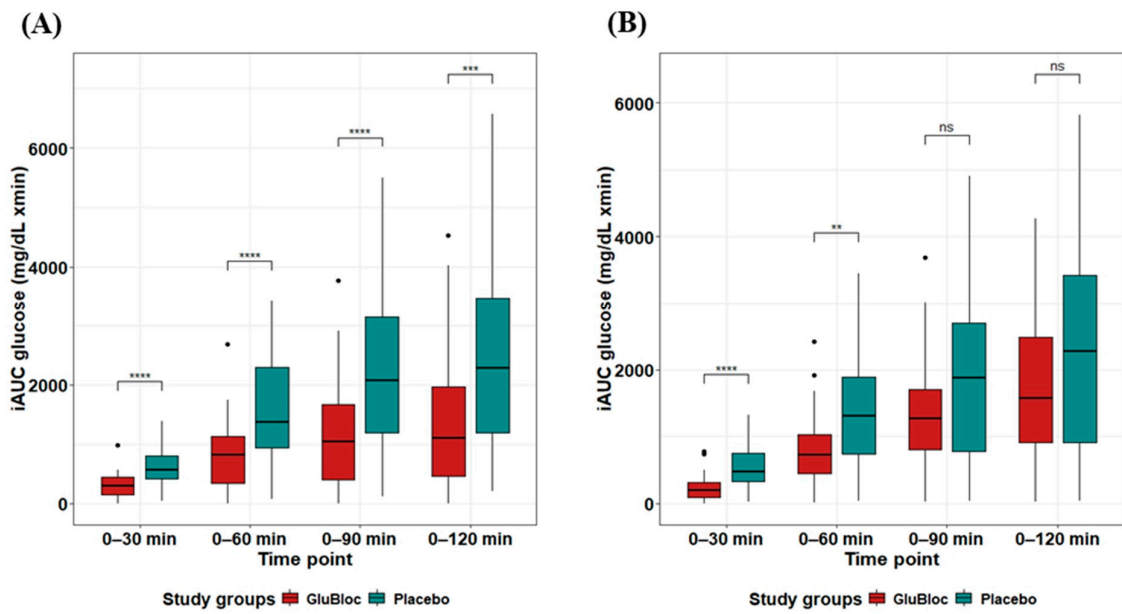 (A)
(B)
iAUC glucose (mg/dL xmin)
6000
4000
2000
0
****
****
****
***
0–30 min
0–60 min
0–90 min
0–120 min
Time point
Study groups GluBloc Placebo
iAUC glucose (mg/dL xmin)
6000
4000
2000
0
****
**
ns
ns
0–30 min
0–60 min
0–90 min
0–120 min
Time point
Study groups GluBloc Placebo